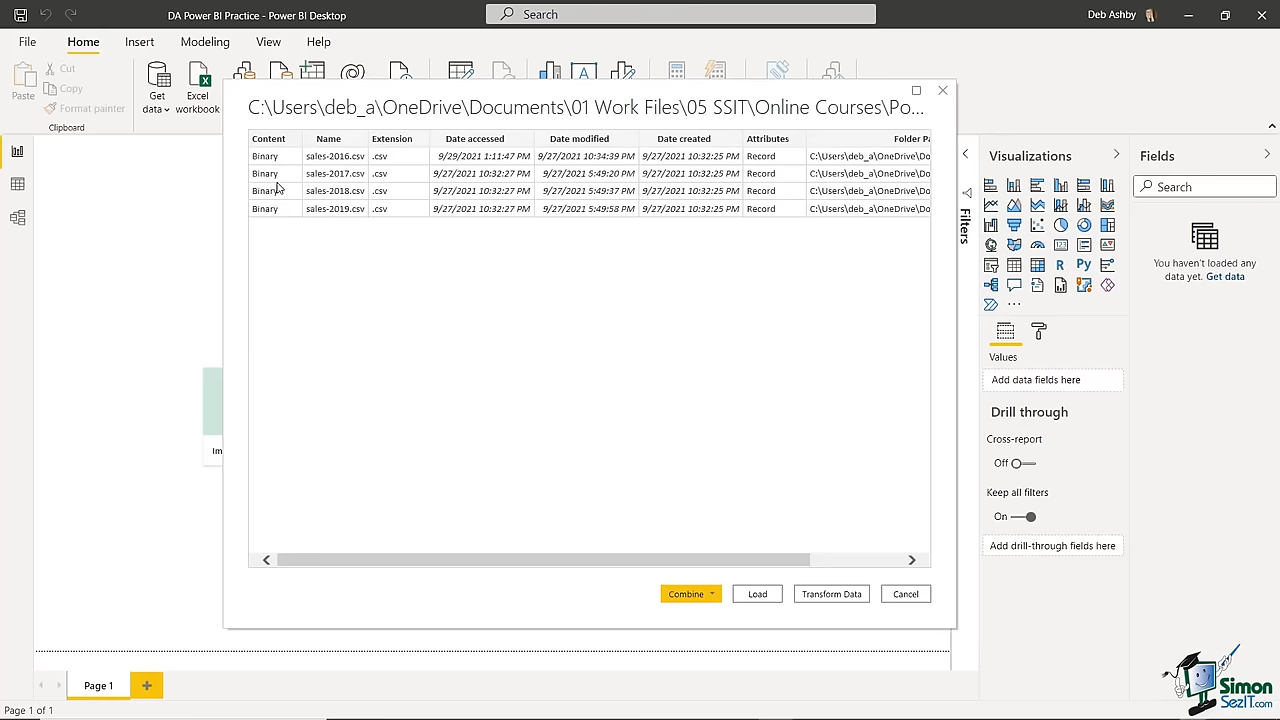 DA Power BI Practice - Power BI Desktop
Search
Deb Ashby
File
Home
Insert
Modeling
View
Help
Paste
Cut
Copy
Format painter
Clipboard
Get data
Excel workbook
C:\Users\deb_a\OneDrive\Documents\01 Work Files\05 SSIT\Online Courses\Po...
Content Name Extension Date accessed Date modified Date created Attributes Folder Pa
Binary sales-2016.csv .csv 9/29/2021 1:11:47 PM 9/27/2021 10:34:39 PM 9/27/2021 10:32:25 PM Record C:\Users\deb_a\OneDrive\Do
Binary sales-2017.csv .csv 9/27/2021 10:32:27 PM 9/27/2021 5:49:20 PM 9/27/2021 10:32:25 PM Record C:\Users\deb_a\OneDrive\Do
Binary sales-2018.csv .csv 9/27/2021 10:32:27 PM 9/27/2021 5:49:37 PM 9/27/2021 10:32:25 PM Record C:\Users\deb_a\OneDrive\Do
Binary sales-2019.csv .csv 9/27/2021 10:32:27 PM 9/27/2021 5:49:58 PM 9/27/2021 10:32:25 PM Record C:\Users\deb_a\OneDrive\Do
Im
Combine
Load
Transform Data
Cancel
Filters
Visualizations
123
R
Py
...
Values
Add data fields here
Drill through
Cross-report
Off
Keep all filters
On
Add drill-through fields here
Fields
Search
You haven't loaded any
data yet. Get data
Page 1
+
Page 1 of 1
Simon
SezIT.com